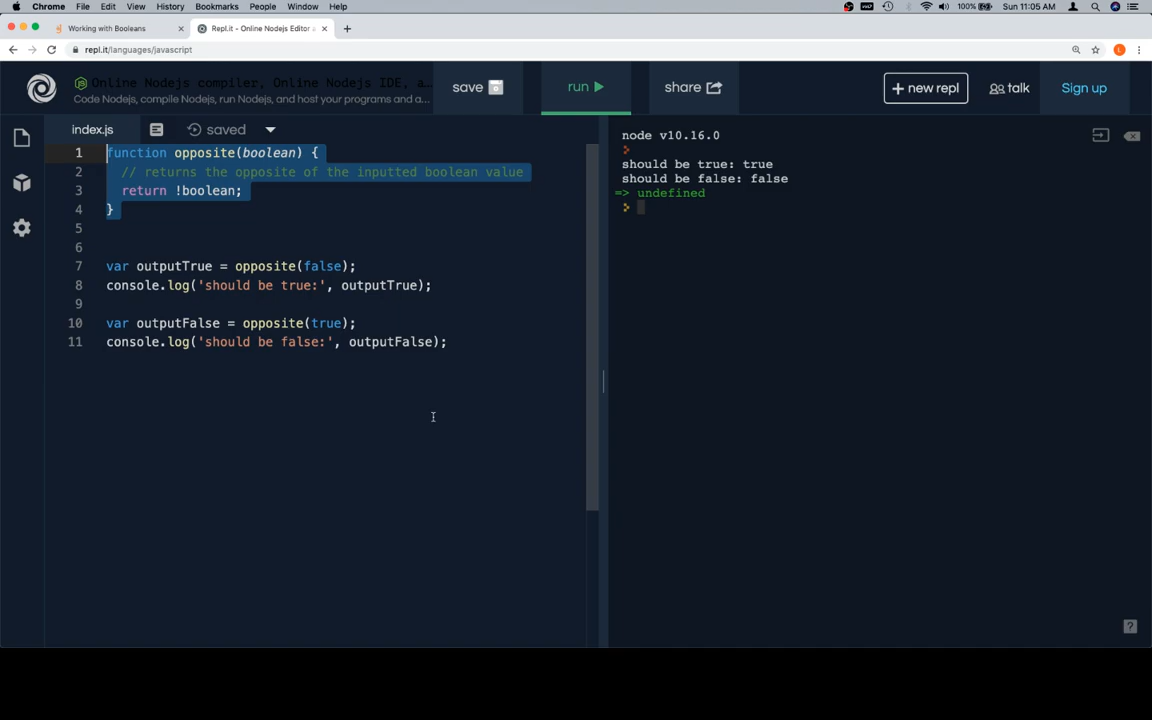 Chrome File Edit View History Bookmarks People Window Help 100% Sun 11:05 AM
Working with Booleans Repl.it - Online Nodejs Editor
repl.it/languages/javascript
Online Nodejs compiler, Online Nodejs IDE, a...
Code Nodejs, compile Nodejs, run Nodejs, and host your programs and a...
save run share + new repl talk Sign up
index.js saved
1 function opposite(boolean) {
2 // returns the opposite of the inputted boolean value
3 return !boolean;
4 }
5
6
7 var outputTrue = opposite(false);
8 console.log('should be true:', outputTrue);
9
10 var outputFalse = opposite(true);
11 console.log('should be false:', outputFalse);
node v10.16.0
should be true: true
should be false: false
=> undefined
?